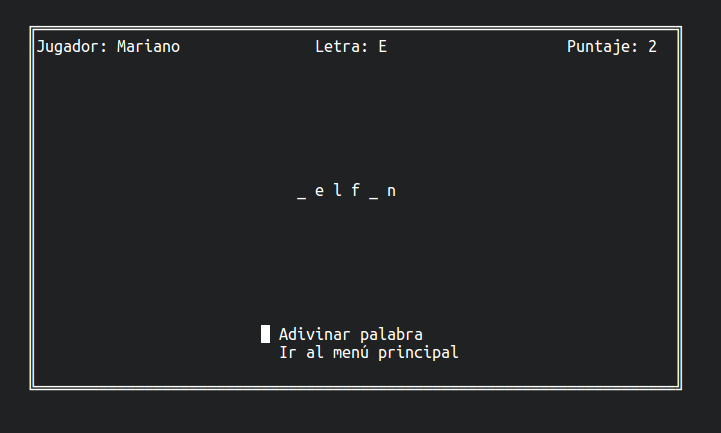 Jugador: Mariano Letra: E Puntaje: 2
_ e l f _ n
Adivinar palabra
Ir al menú principal